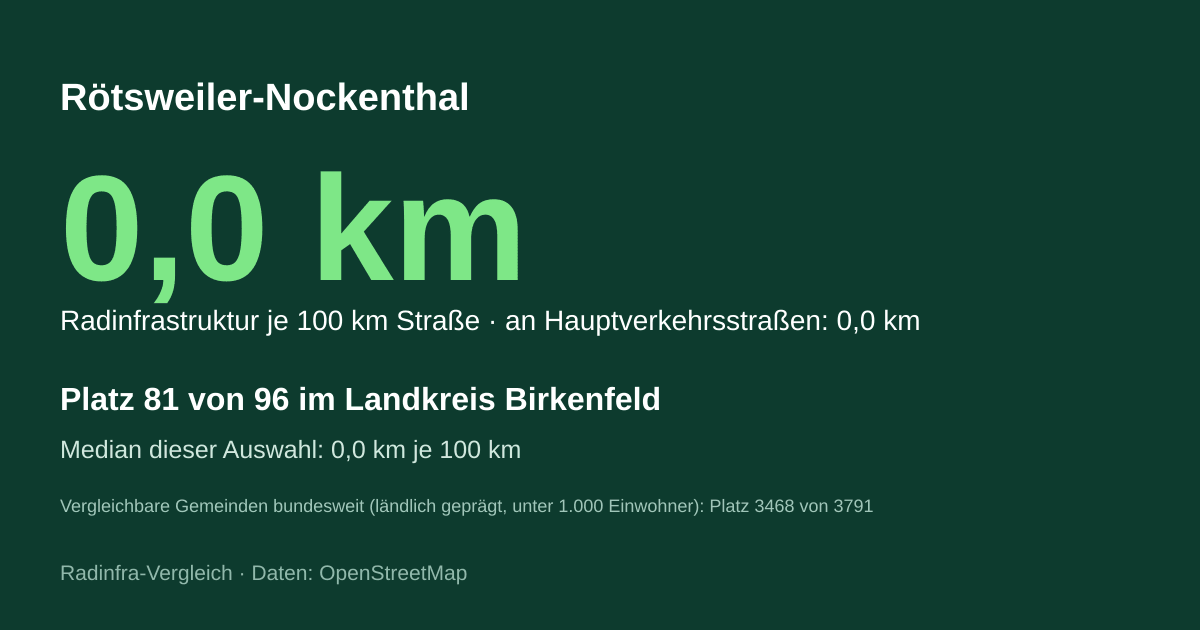 Rötsweiler-Nockenthal
0,0 km
Radinfrastruktur je 100 km Straße · an Hauptverkehrsstraßen: 0,0 km
Platz 81 von 96 im Landkreis Birkenfeld
Median dieser Auswahl: 0,0 km je 100 km
Vergleichbare Gemeinden bundesweit (ländlich geprägt, unter 1.000 Einwohner): Platz 3468 von 3791
Radinfra-Vergleich · Daten: OpenStreetMap